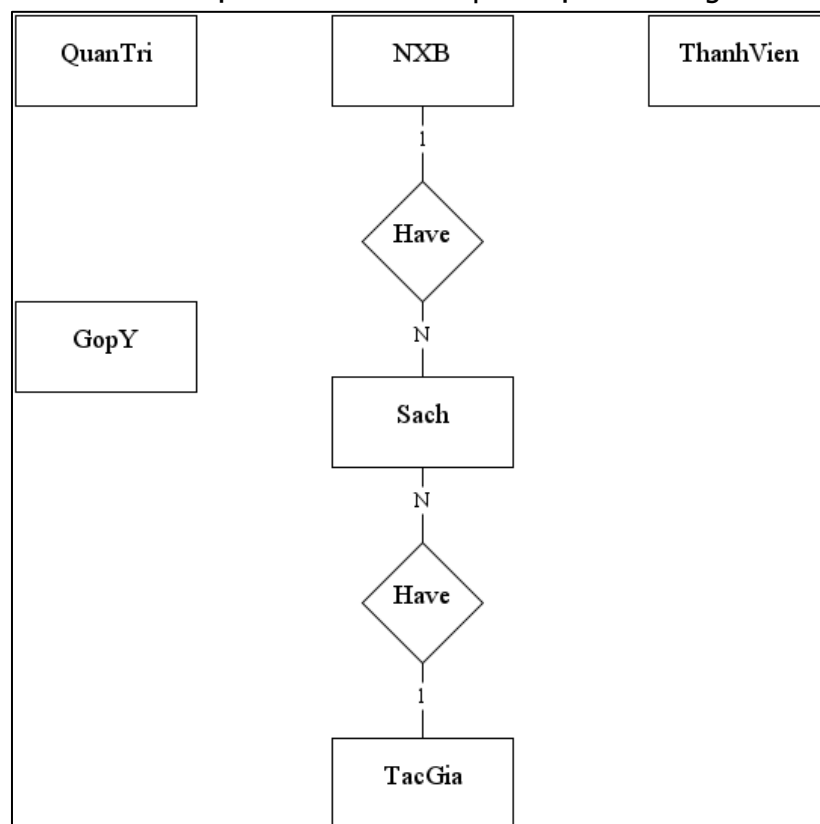 QuanTri
NXB
ThanhVien
1
Have
N
GopY
Sach
N
Have
1
TacGia